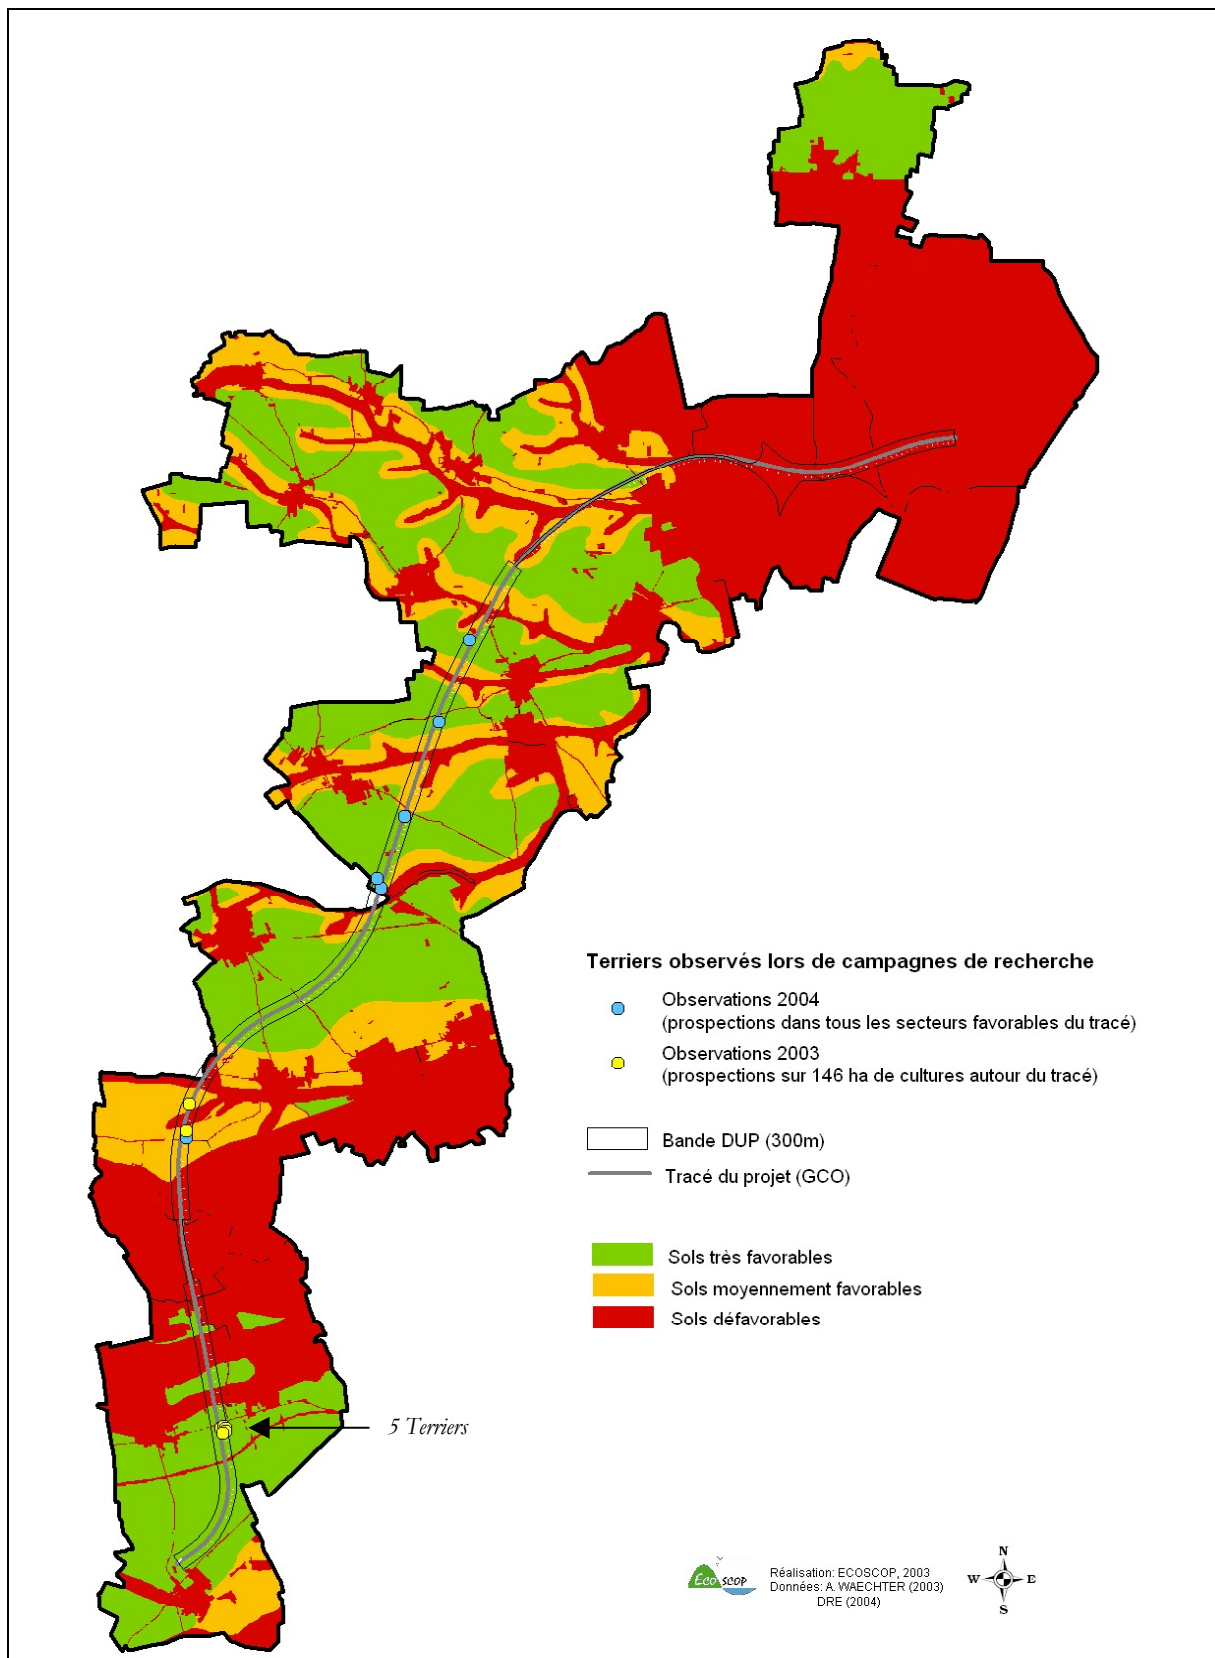 Terriers observés lors de campagnes de recherche
Observations 2004
(prospections dans tous les secteurs favorables du tracé)
Observations 2003
(prospections sur 146 ha de cultures autour du tracé)
Bande DUP (300m)
Tracé du projet (GCO)
Sols très favorables
Sols moyennement favorables
Sols défavorables
5 Terriers
ECOSCOP
Réalisation: ECOSCOP, 2003
Données: A. WAECHTER (2003)
DRE (2004)
N
W E
S